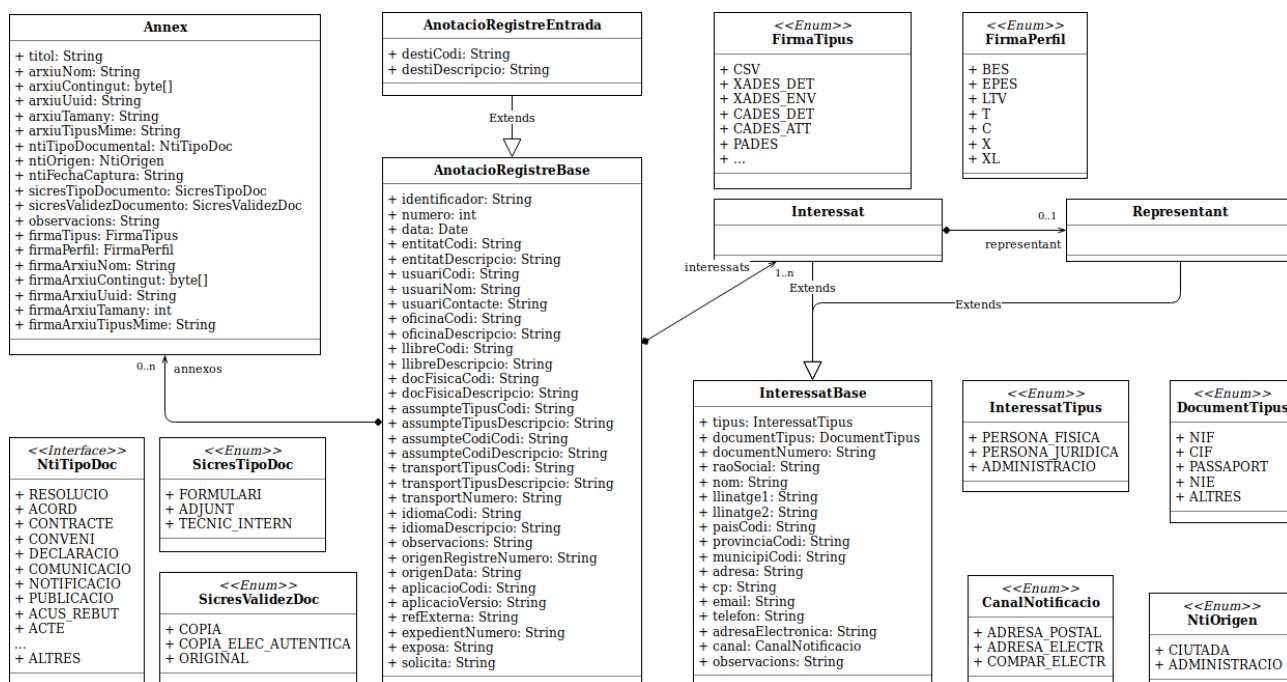 Annex
+ titol: String
+ arxiuNom: String
+ arxiuContingut: byte[]
+ arxiuUuid: String
+ arxiuTamany: String
+ arxiuTipusMime: String
+ ntiTipoDocumental: NtiTipoDoc
+ ntiOrigen: NtiOrigen
+ ntiFechaCaptura: String
+ sicresTipoDocumento: SicresTipoDoc
+ sicresValidezDocumento: SicresValidezDoc
+ observacions: String
+ firmaTipus: FirmaTipus
+ firmaPerfil: FirmaPerfil
+ firmaArxiuNom: String
+ firmaArxiuContingut: byte[]
+ firmaArxiuUuid: String
+ firmaArxiuTamany: int
+ firmaArxiuTipusMime: String
AnotacioRegistreEntrada
+ destiCodi: String
+ destiDescripcio: String
Extends
<<Enum>>
FirmaTipus
+ CSV
+ XADES_DET
+ XADES_ENV
+ CADES_DET
+ CADES_ATT
+ PADES
+ ...
<<Enum>>
FirmaPerfil
+ BES
+ EPES
+ LTV
+ T
+ C
+ X
+ XL
AnotacioRegistreBase
+ identificador: String
+ numero: int
+ data: Date
+ entitatCodi: String
+ entitatDescripcio: String
+ usuariCodi: String
+ usuariNom: String
+ usuariContacte: String
+ oficinaCodi: String
+ oficinaDescripcio: String
+ llibreCodi: String
+ llibreDescripcio: String
+ docFisicaCodi: String
+ docFisicaDescripcio: String
+ assumpteTipusCodi: String
+ assumpteTipusDescripcio: String
+ assumpteCodiCodi: String
+ assumpteCodiDescripcio: String
+ transportTipusCodi: String
+ transportTipusDescripcio: String
+ transportNumero: String
+ idiomaCodi: String
+ idiomaDescripcio: String
+ observacions: String
+ origenRegistreNumero: String
+ origenData: String
+ aplicacioCodi: String
+ aplicacioVersio: String
+ refExterna: String
+ expedientNumero: String
+ exposa: String
+ solicita: String
Interessat
0..1
representant
Representant
interessats
1..n
Extends
Extends
0..n
annexos
<<Interface>>
NtiTipoDoc
+ RESOLUCIO
+ ACORD
+ CONTRACTE
+ CONVENI
+ DECLARACIO
+ COMUNICACIO
+ NOTIFICACIO
+ PUBLICACIO
+ ACUS_REBUT
+ ACTE
...
+ ALTRES
<<Enum>>
SicresTipoDoc
+ FORMULARI
+ ADJUNT
+ TECNIC_INTERN
<<Enum>>
SicresValidezDoc
+ COPIA
+ COPIA_ELEC_AUTENTICA
+ ORIGINAL
InteressatBase
+ tipus: InteressatTipus
+ documentTipus: DocumentTipus
+ documentNumero: String
+ raoSocial: String
+ nom: String
+ llinatge1: String
+ llinatge2: String
+ paisCodi: String
+ provinciaCodi: String
+ municipiCodi: String
+ adresa: String
+ cp: String
+ email: String
+ telefon: String
+ adresaElectronica: String
+ canal: CanalNotificacio
+ observacions: String
<<Enum>>
InteressatTipus
+ PERSONA_FISICA
+ PERSONA_JURIDICA
+ ADMINISTRACIO
<<Enum>>
DocumentTipus
+ NIF
+ CIF
+ PASSAPORT
+ NIE
+ ALTRES
<<Enum>>
CanalNotificacio
+ ADRESA_POSTAL
+ ADRESA_ELECTR
+ COMPAR_ELECTR
<<Enum>>
NtiOrigen
+ CIUTADA
+ ADMINISTRACIO